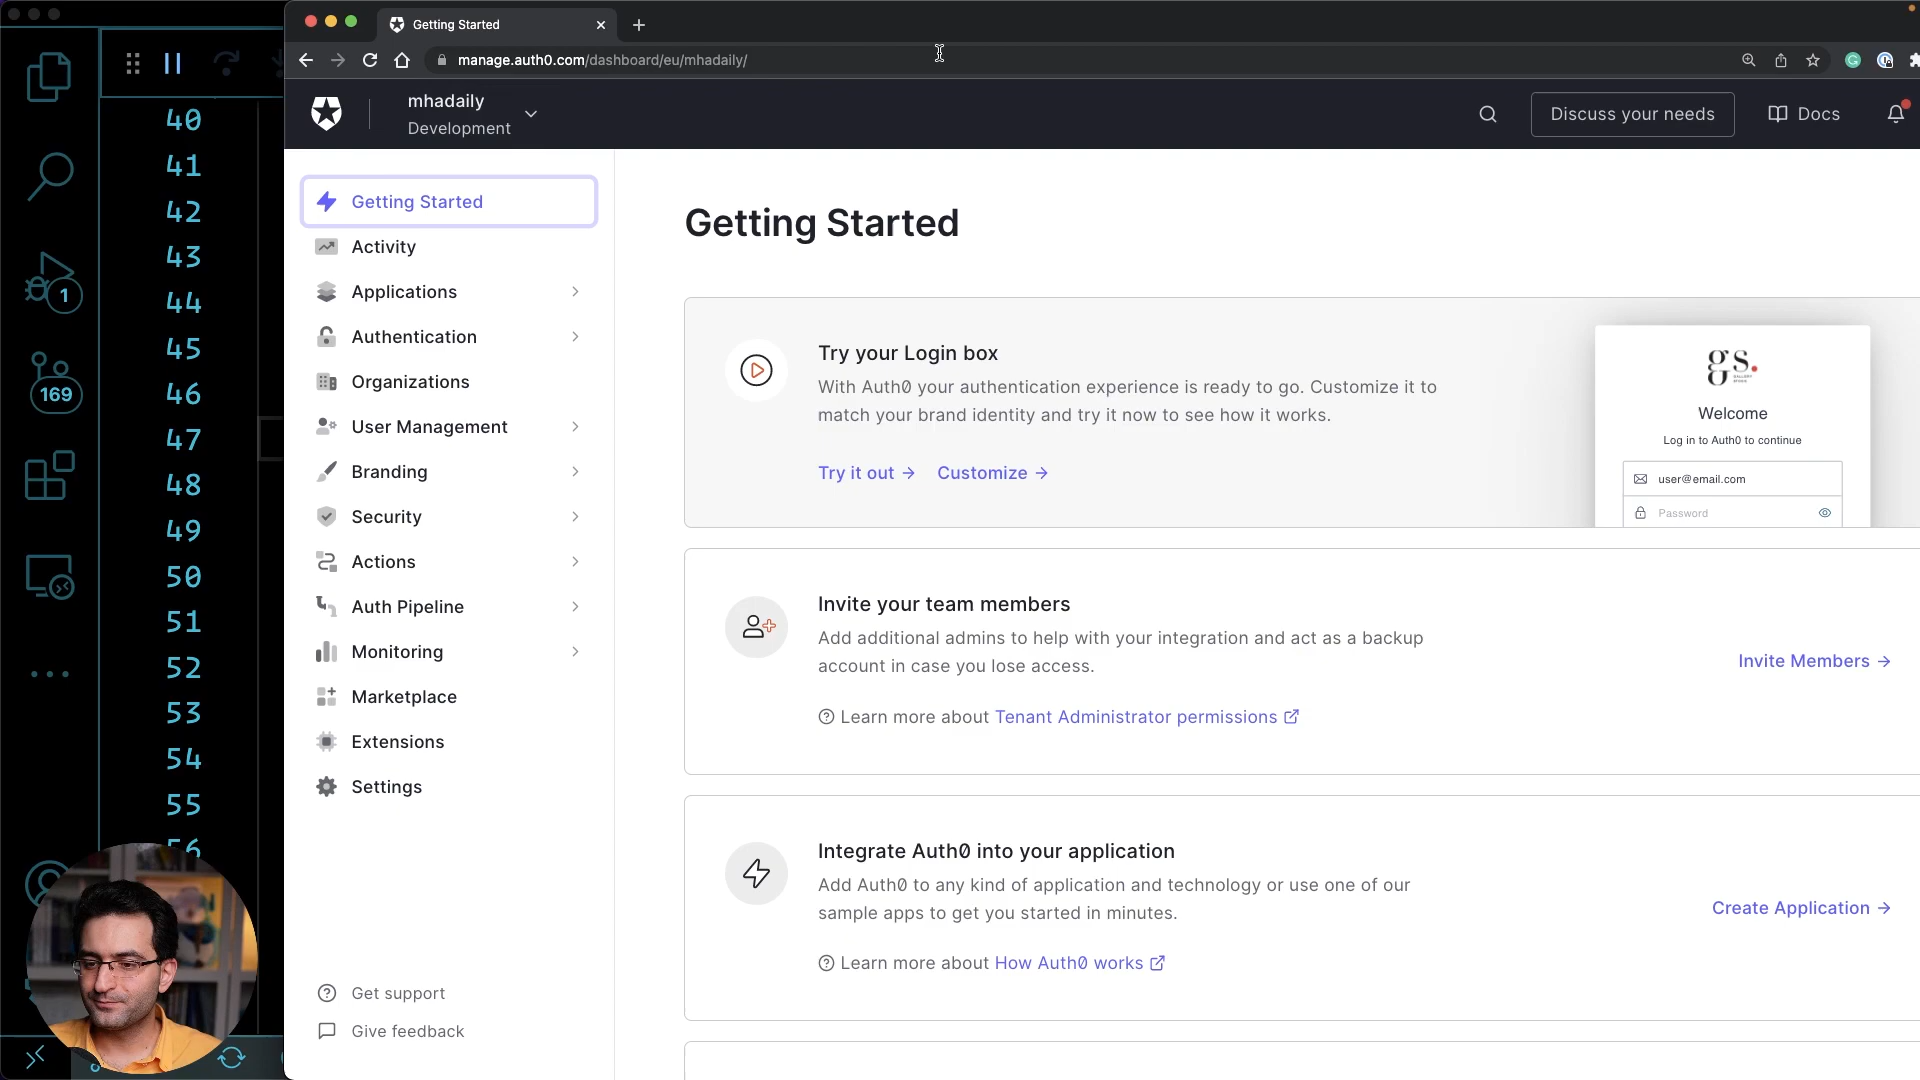 Getting Started
manage.auth0.com/dashboard/eu/mhadaily/
mhadaily
Development
Discuss your needs
Docs
40
41
42
43
44
45
46
47
48
49
50
51
52
53
54
55
56
1
169
Getting Started
Activity
Applications
Authentication
Organizations
User Management
Branding
Security
Actions
Auth Pipeline
Monitoring
Marketplace
Extensions
Settings
Get support
Give feedback
Getting Started
Try your Login box
With Auth0 your authentication experience is ready to go. Customize it to
match your brand identity and try it now to see how it works.
Try it out → Customize →
gs.
Welcome
Log in to Auth0 to continue
user@email.com
Password
Invite your team members
Add additional admins to help with your integration and act as a backup
account in case you lose access.
Learn more about Tenant Administrator permissions
Invite Members →
Integrate Auth0 into your application
Add Auth0 to any kind of application and technology or use one of our
sample apps to get you started in minutes.
Learn more about How Auth0 works
Create Application →